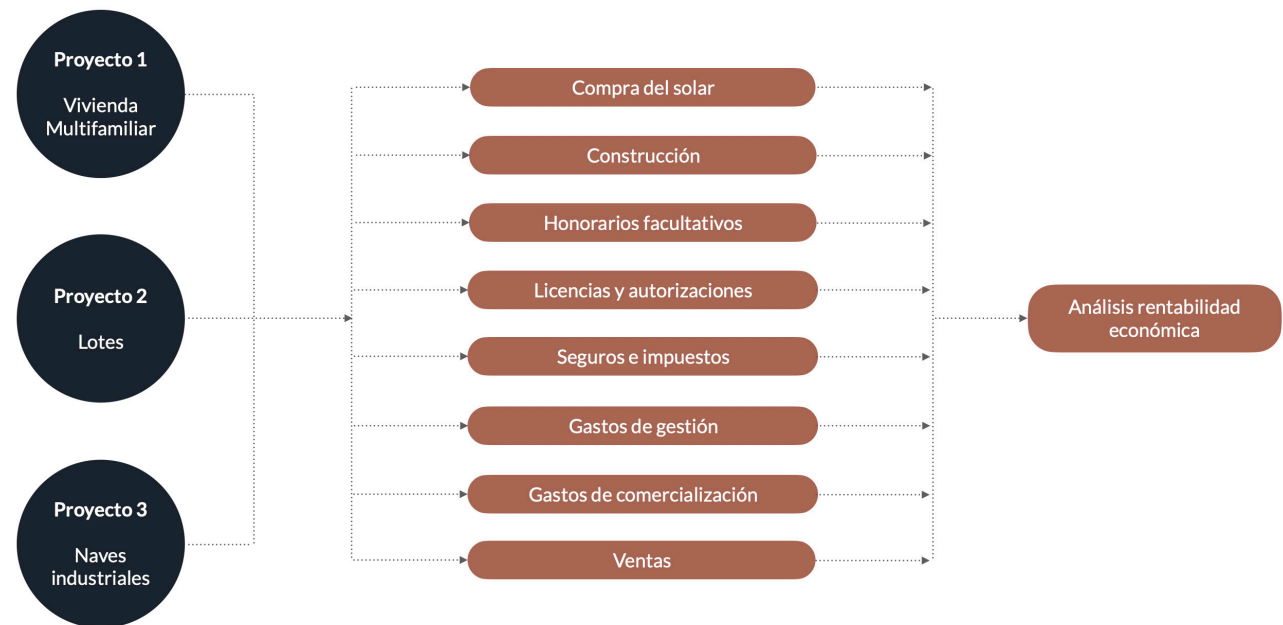 Proyecto 1
Vivienda
Multifamiliar
Proyecto 2
Lotes
Proyecto 3
Naves
industriales
Compra del solar
Construcción
Honorarios facultativos
Licencias y autorizaciones
Seguros e impuestos
Gastos de gestión
Gastos de comercialización
Ventas
Análisis rentabilidad
económica